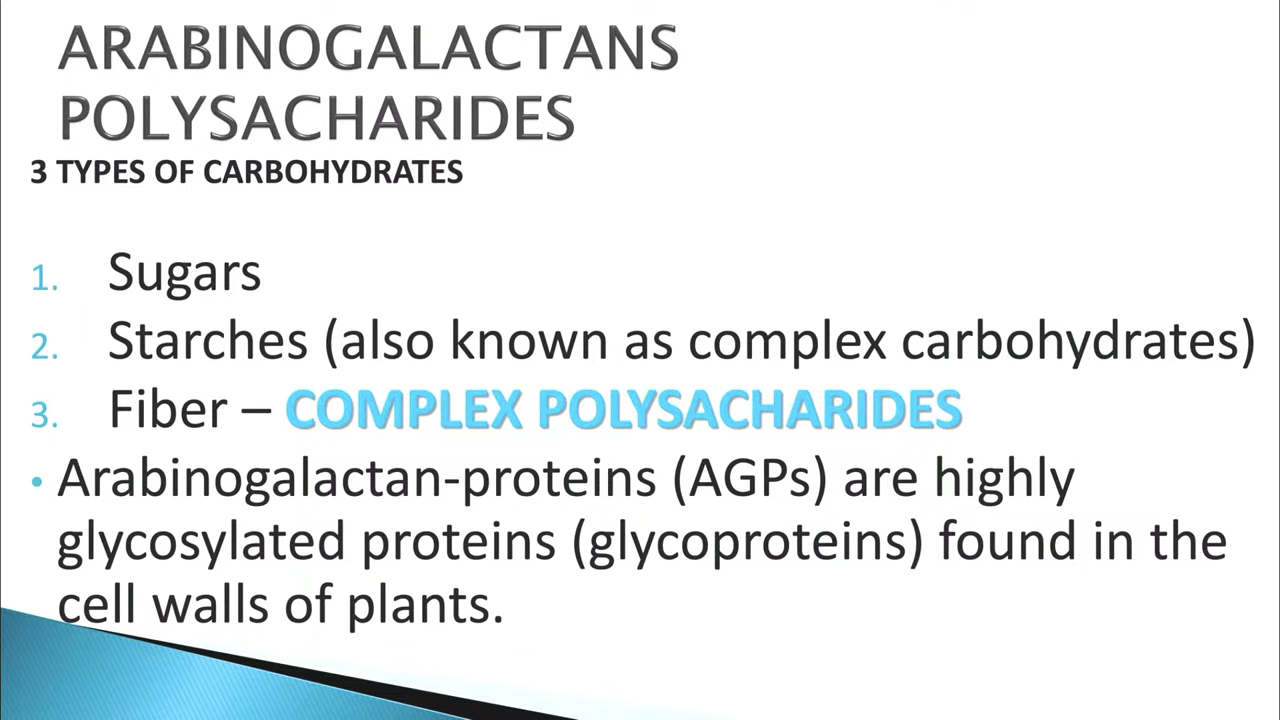 ARABINOGALACTANS
POLYSACHARIDES
3 TYPES OF CARBOHYDRATES
1. Sugars
2. Starches (also known as complex carbohydrates)
3. Fiber – COMPLEX POLYSACHARIDES
• Arabinogalactan-proteins (AGPs) are highly
glycosylated proteins (glycoproteins) found in the
cell walls of plants.